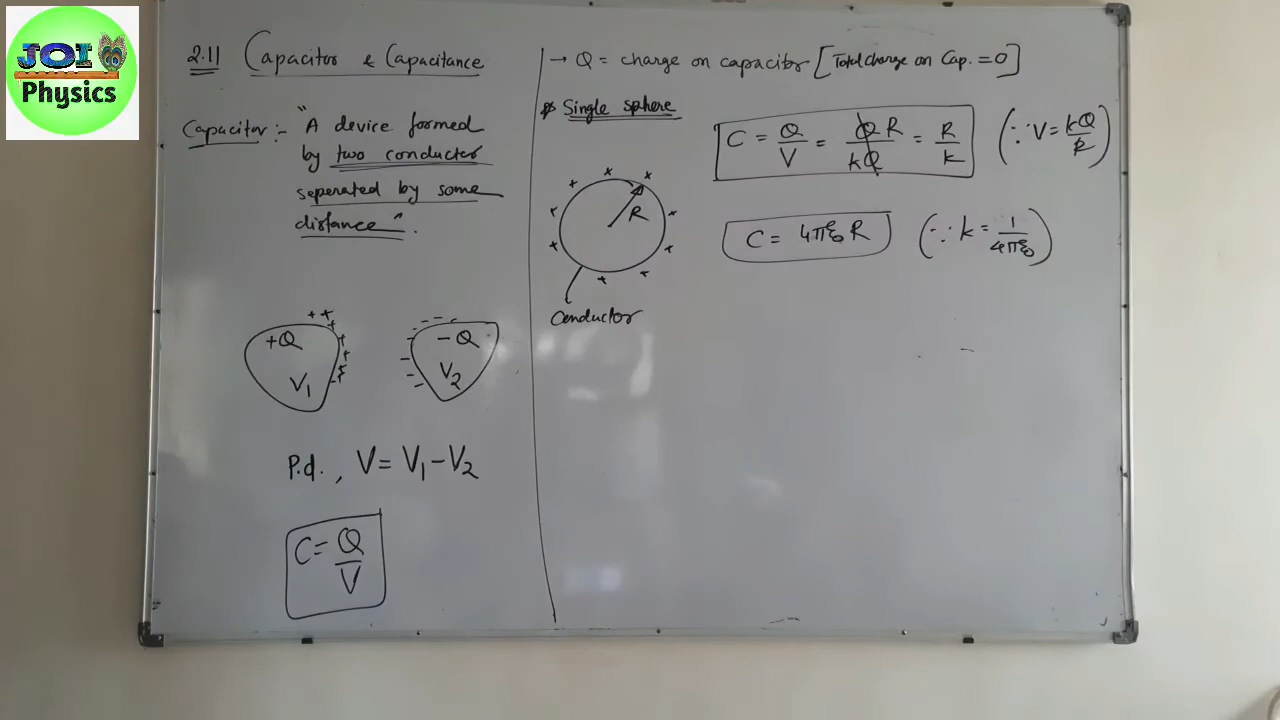 JOI
Physics
2.11 Capacitor & Capacitance
Capacitor :- "A device formed
by two conductor
seperated by some
distance".
+ +
+Q
V₁
- Q
V₂
P.d. , V = V₁ - V₂
C = Q/V
→ Q = charge on capacitor [Total charge on Cap. = 0]
Single sphere
R
Conductor
C = Q/V = QR/kQ = R/k (∵ V = kQ/R)
C = 4πε₀ R (∵ k = 1/4πε₀)